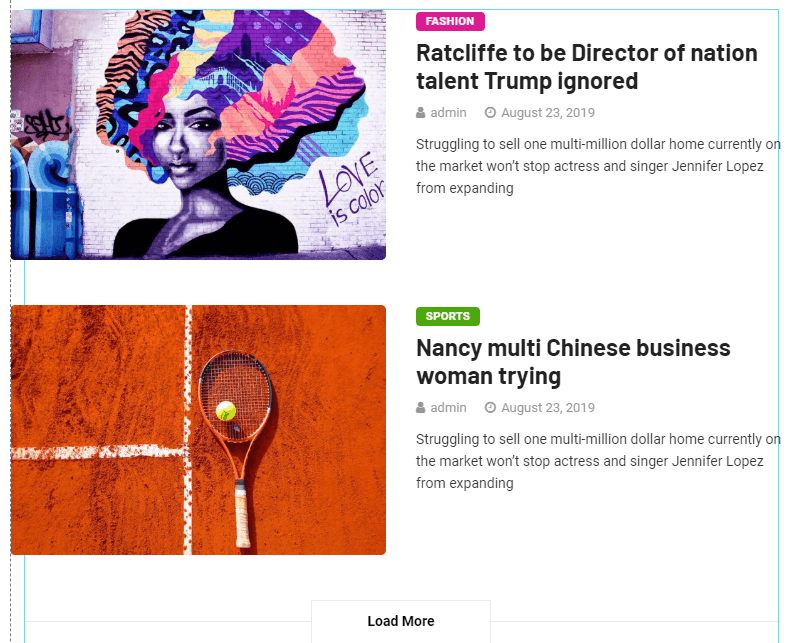 LOVE
is color
FASHION
Ratcliffe to be Director of nation
talent Trump ignored
admin August 23, 2019
Struggling to sell one multi-million dollar home currently on
the market won’t stop actress and singer Jennifer Lopez
from expanding
SPORTS
Nancy multi Chinese business
woman trying
admin August 23, 2019
Struggling to sell one multi-million dollar home currently on
the market won’t stop actress and singer Jennifer Lopez
from expanding
Load More